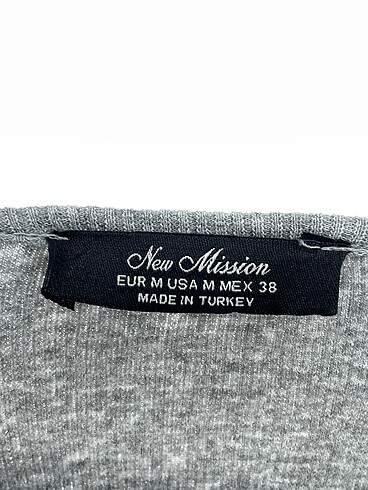 New Mission
EUR M USA M MEX 38
MADE IN TURKEY